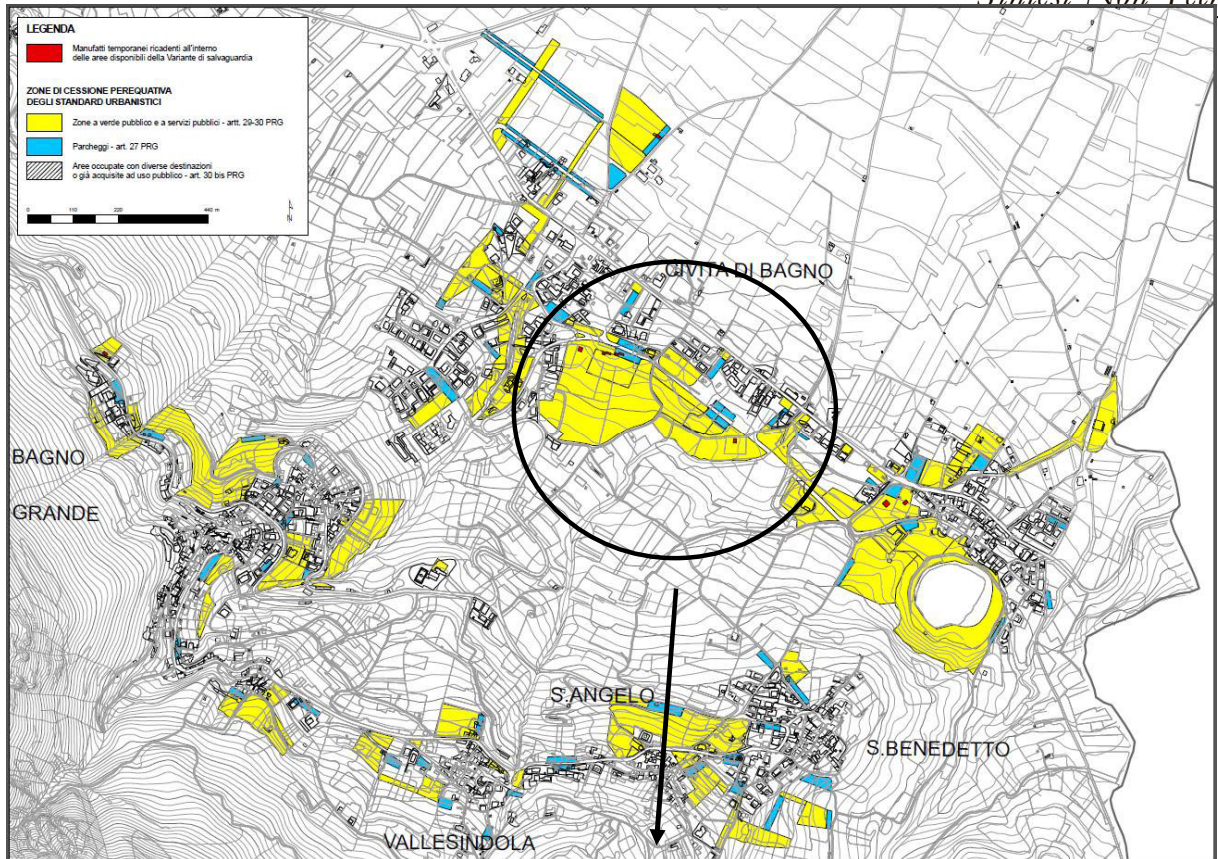 LEGENDA
Manufatti temporanei ricadenti all'interno
delle aree disponibili della Variante di salvaguardia
ZONE DI CESSIONE PEREQUATIVA
DEGLI STANDARD URBANISTICI
Zone a verde pubblico e a servizi pubblici - artt. 29-30 PRG
Parcheggi - art. 27 PRG
Aree occupate con diverse destinazioni
o già acquisite ad uso pubblico - art. 30 bis PRG
0 110 220 440 m
N
CIVITA DI BAGNO
BAGNO
GRANDE
S.ANGELO
S.BENEDETTO
VALLESINDOLA